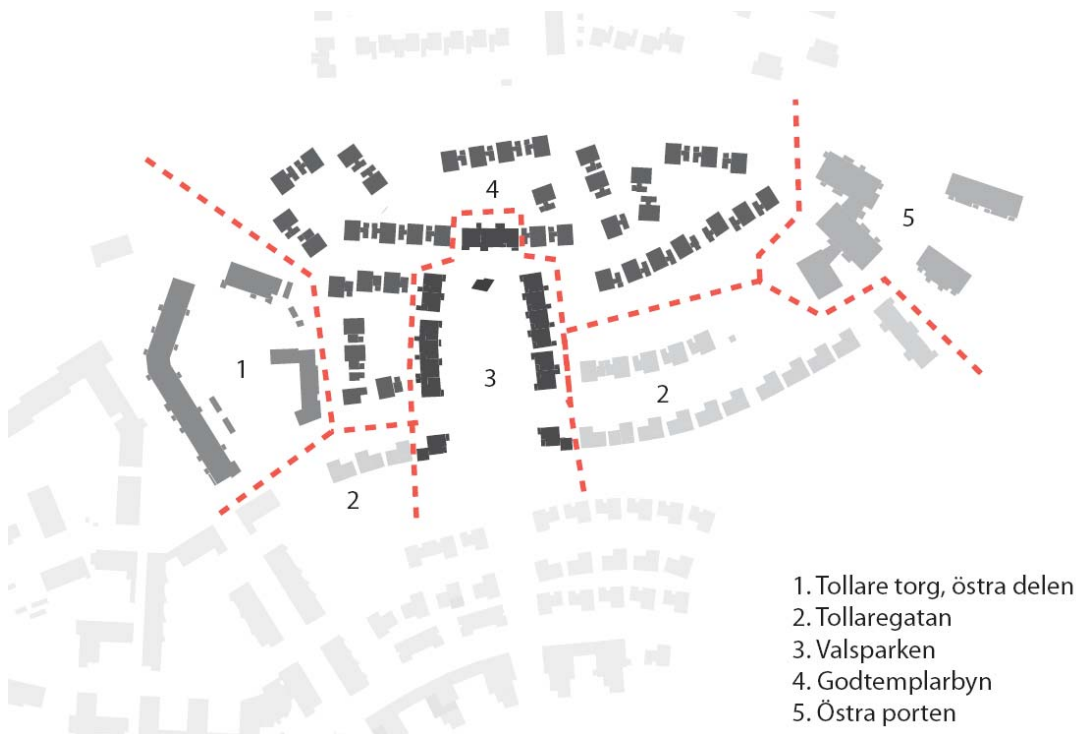 4
5
1
3
2
2
1. Tollare torg, östra delen
2. Tollaregatan
3. Valsparken
4. Godtemplarbyn
5. Östra porten